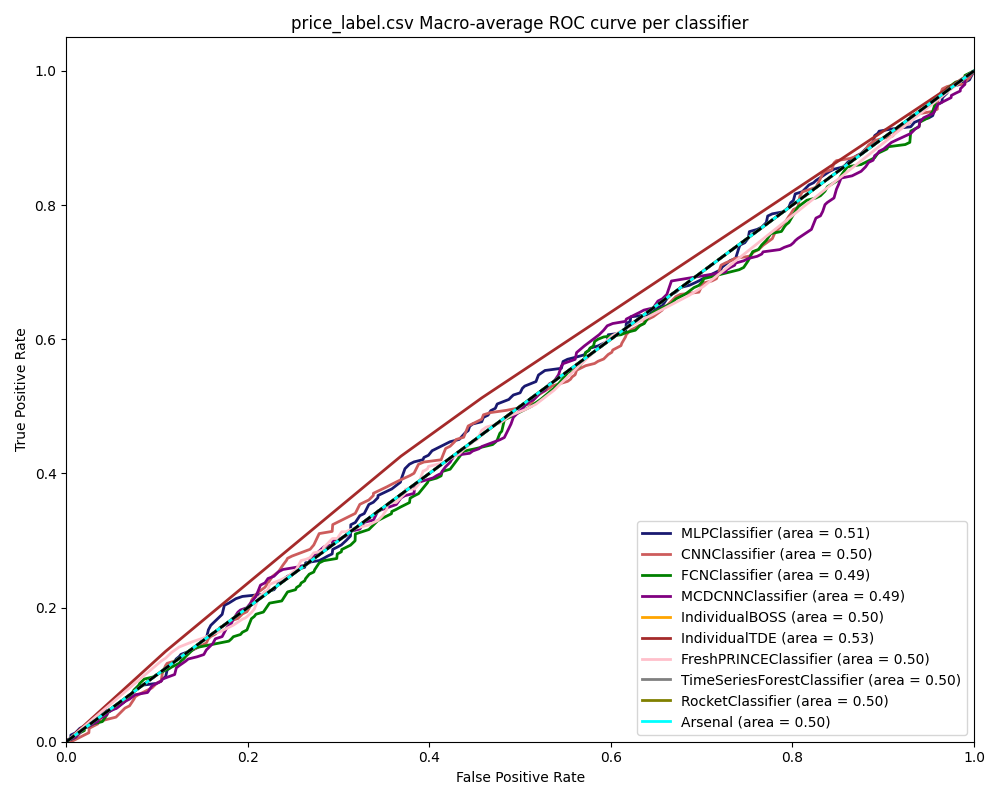 price_label.csv Macro-average ROC curve per classifier
True Positive Rate
1.0
0.8
0.6
0.4
0.2
0.0
MLPClassifier (area = 0.51)
CNNClassifier (area = 0.50)
FCNClassifier (area = 0.49)
MCDCNNClassifier (area = 0.49)
IndividualBOSS (area = 0.50)
IndividualTDE (area = 0.53)
FreshPRINCEClassifier (area = 0.50)
TimeSeriesForestClassifier (area = 0.50)
RocketClassifier (area = 0.50)
Arsenal (area = 0.50)
0.0 0.2 0.4 0.6 0.8 1.0
False Positive Rate